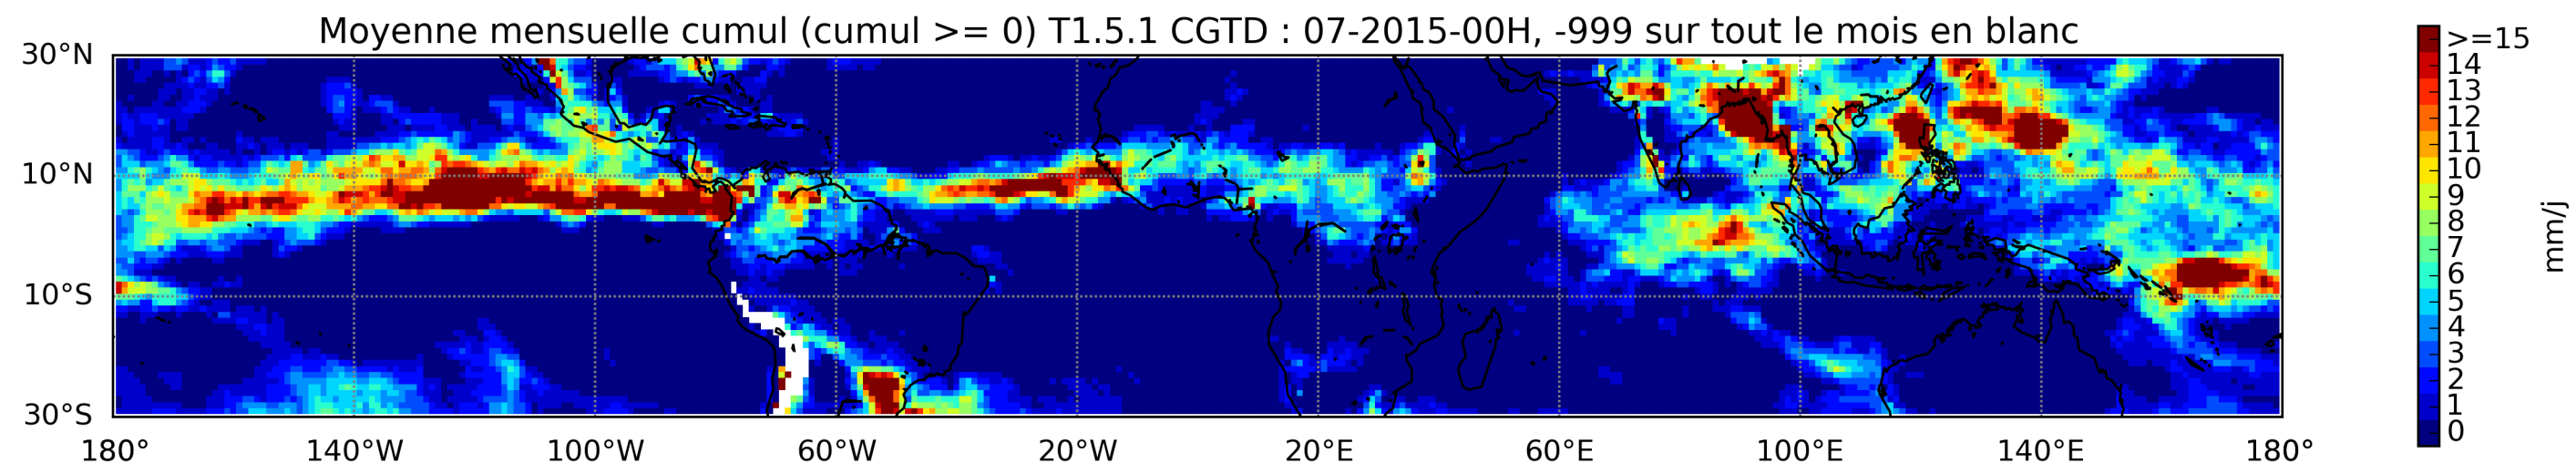 Moyenne mensuelle cumul (cumul >= 0) T1.5.1 CGTD : 07-2015-00H, -999 sur tout le mois en blanc
30°N
10°N
10°S
30°S
180° 140°W 100°W 60°W 20°W 20°E 60°E 100°E 140°E 180°
>=15
14
13
12
11
10
9
8
7
6
5
4
3
2
1
0
mm/j